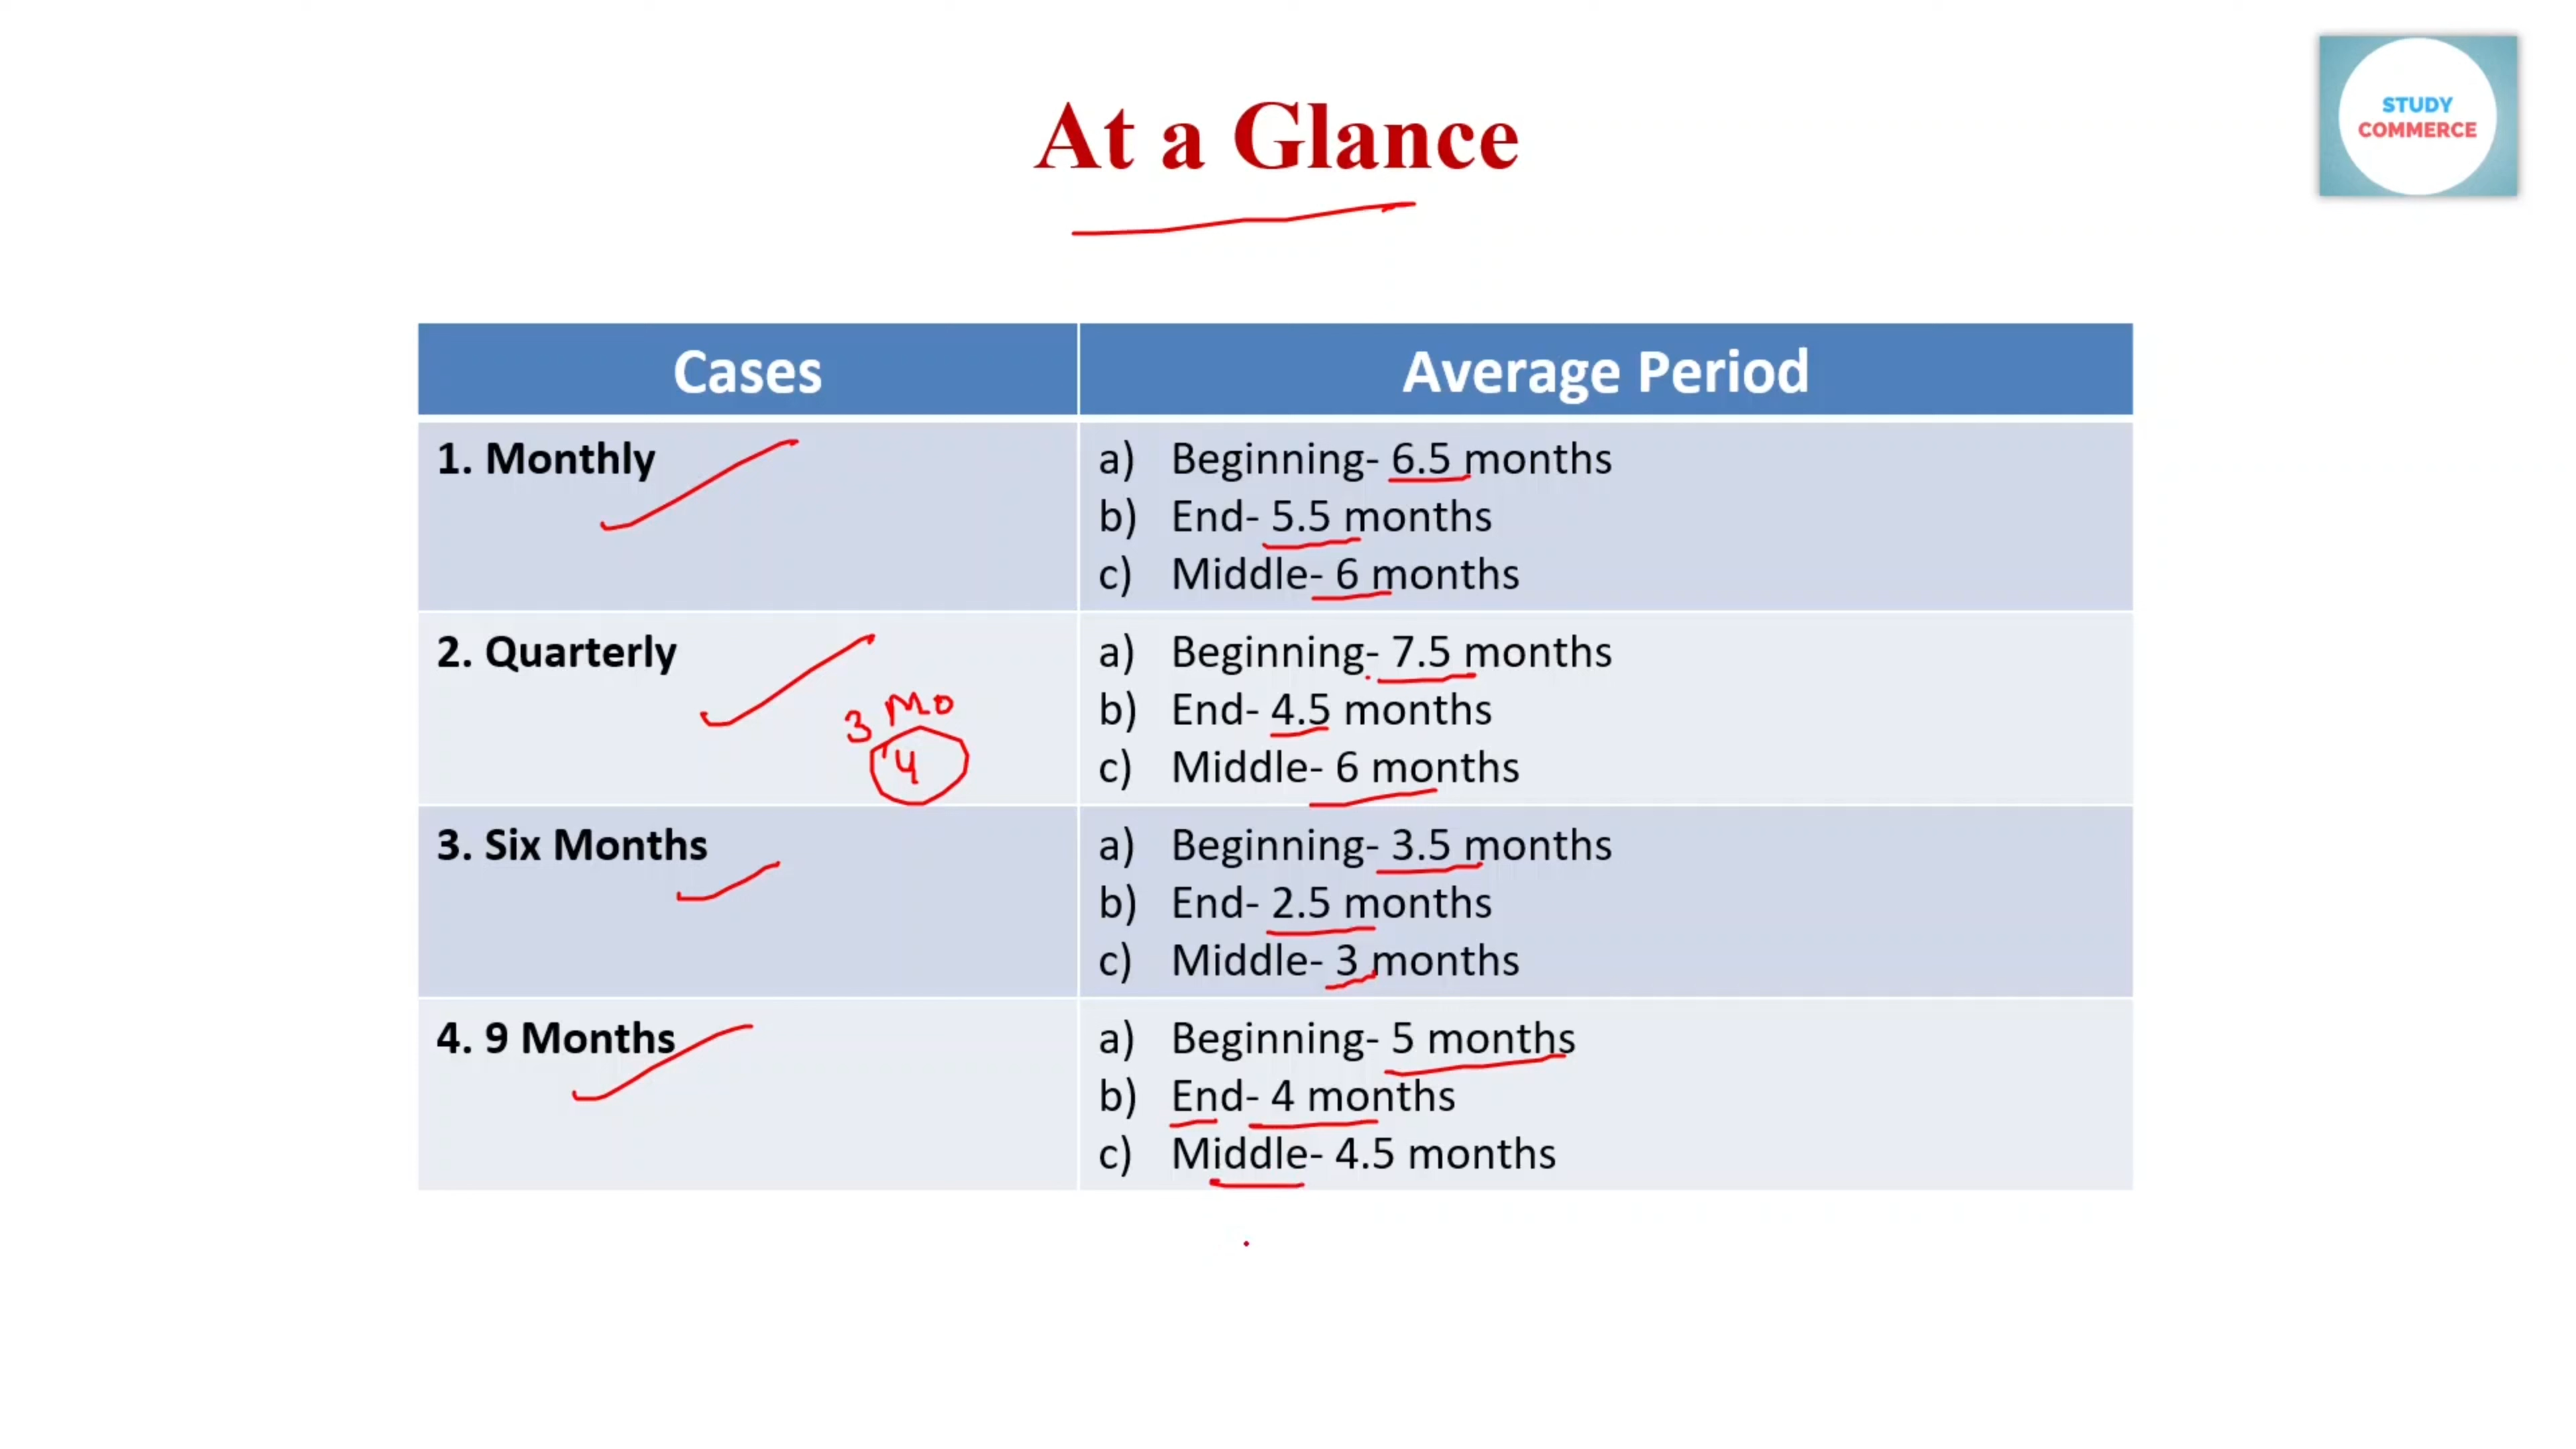 STUDY
COMMERCE
At a Glance
Cases
Average Period
1. Monthly
a) Beginning- 6.5 months
b) End- 5.5 months
c) Middle- 6 months
2. Quarterly
3 Mo
4
a) Beginning- 7.5 months
b) End- 4.5 months
c) Middle- 6 months
3. Six Months
a) Beginning- 3.5 months
b) End- 2.5 months
c) Middle- 3 months
4. 9 Months
a) Beginning- 5 months
b) End- 4 months
c) Middle- 4.5 months